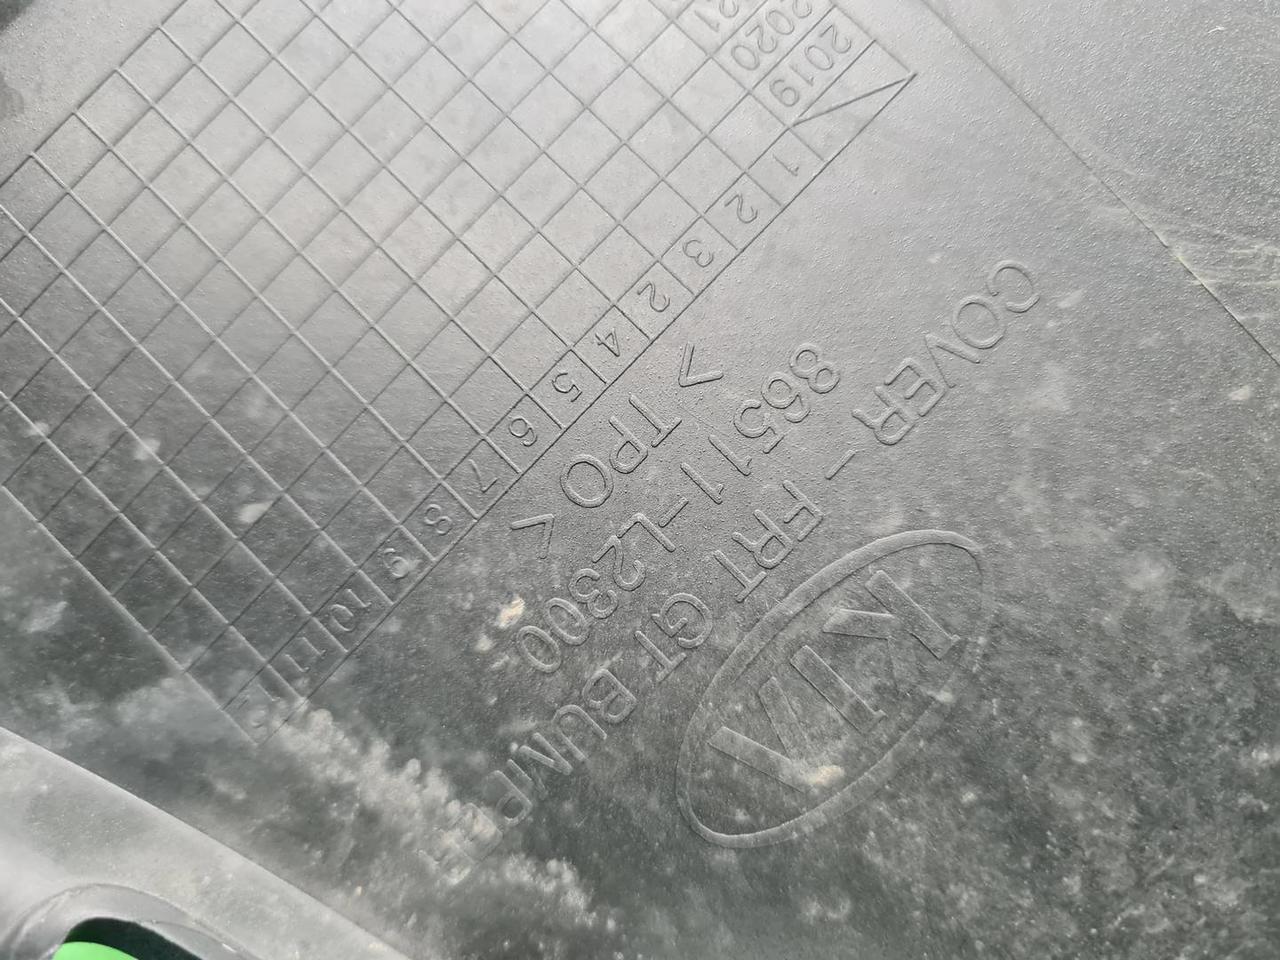 KIA
COVER - FRT GT BUMPER
86511-L2300
> TPO <
1 2 3 2 4 5 6 7 8 9 10 11 12
2019
2020